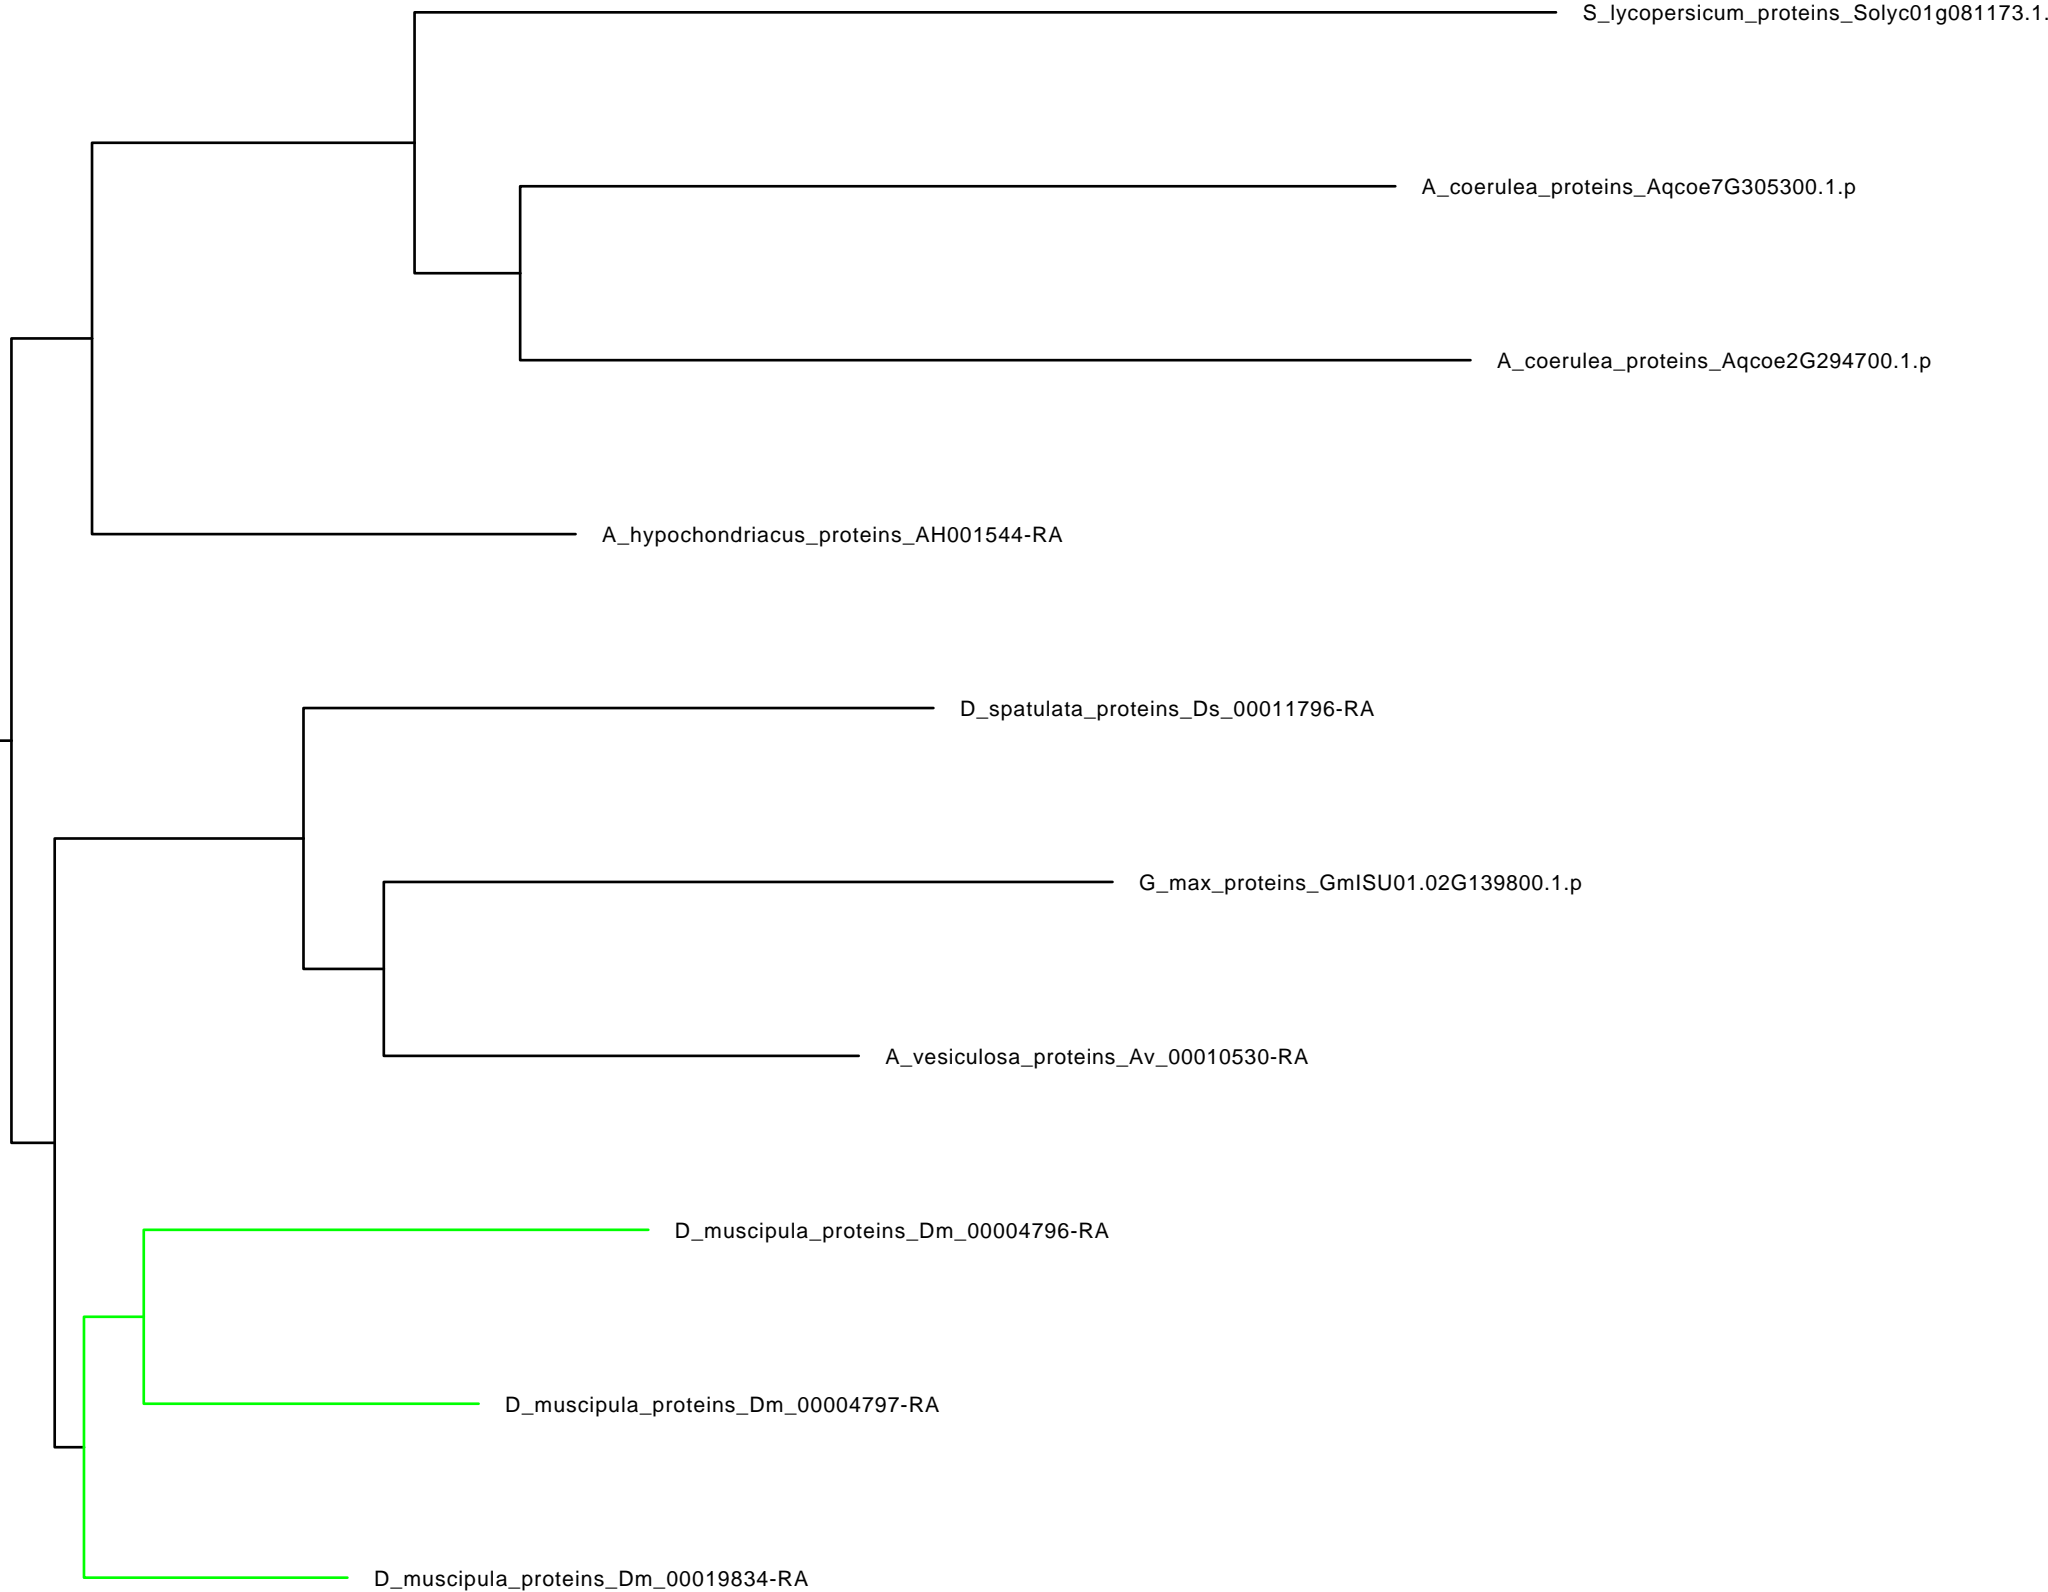 S_lycopersicum_proteins_Solyc01g081173.1.
A_coerulea_proteins_Aqcoe7G305300.1.p
A_coerulea_proteins_Aqcoe2G294700.1.p
A_hypochondriacus_proteins_AH001544-RA
D_spatulata_proteins_Ds_00011796-RA
G_max_proteins_GmISU01.02G139800.1.p
A_vesiculosa_proteins_Av_00010530-RA
D_muscipula_proteins_Dm_00004796-RA
D_muscipula_proteins_Dm_00004797-RA
D_muscipula_proteins_Dm_00019834-RA